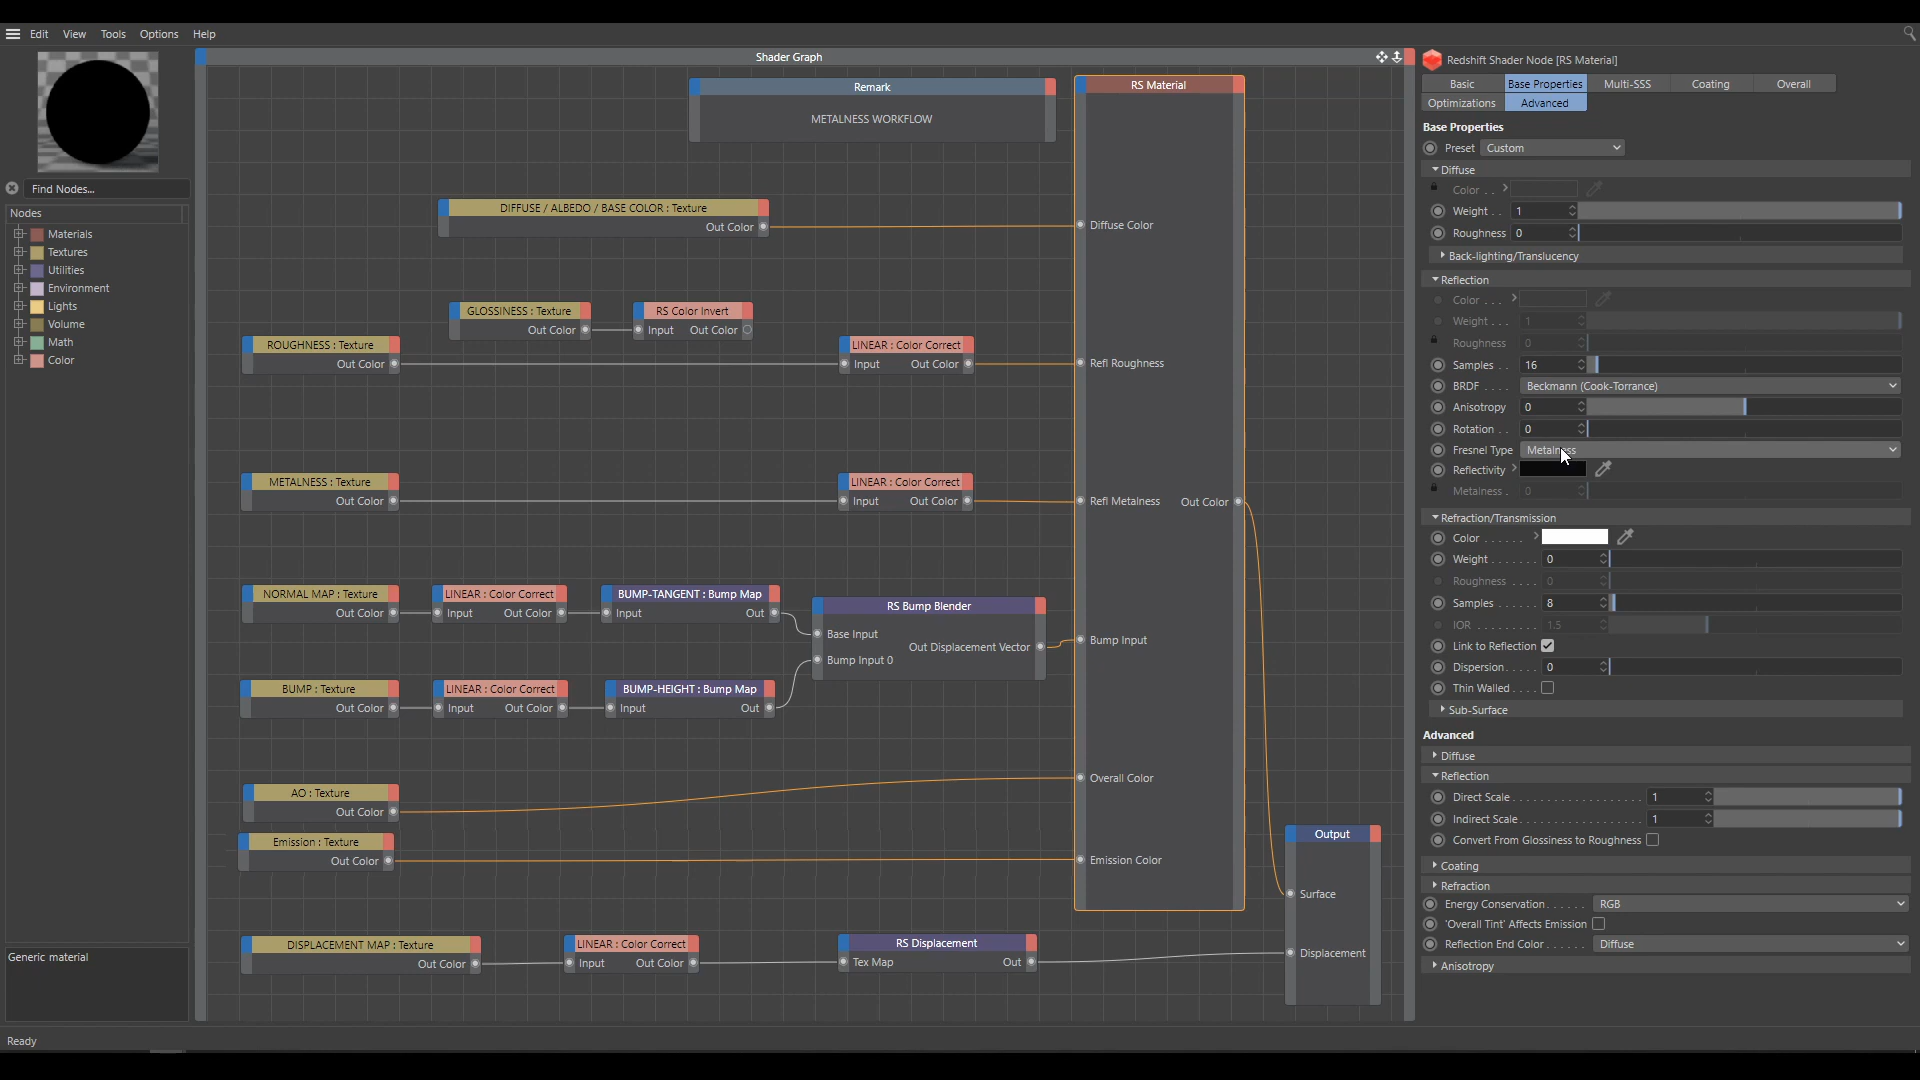 Edit View Tools Options Help
Find Nodes...
Nodes
Materials
Textures
Utilities
Environment
Lights
Volume
Math
Color
Generic material
Ready
Shader Graph
Remark
METALNESS WORKFLOW
DIFFUSE / ALBEDO / BASE COLOR : Texture
Out Color
GLOSSINESS : Texture
Out Color
RS Color Invert
Input Out Color
ROUGHNESS : Texture
Out Color
LINEAR : Color Correct
Input Out Color
METALNESS : Texture
Out Color
LINEAR : Color Correct
Input Out Color
NORMAL MAP : Texture
Out Color
LINEAR : Color Correct
Input Out Color
BUMP-TANGENT : Bump Map
Input Out
RS Bump Blender
Base Input
Out Displacement Vector
Bump Input 0
BUMP : Texture
Out Color
LINEAR : Color Correct
Input Out Color
BUMP-HEIGHT : Bump Map
Input Out
AO : Texture
Out Color
Emission : Texture
Out Color
DISPLACEMENT MAP : Texture
Out Color
LINEAR : Color Correct
Input Out Color
RS Displacement
Tex Map Out
RS Material
Diffuse Color
Refl Roughness
Refl Metalness Out Color
Bump Input
Overall Color
Emission Color
Output
Surface
Displacement
Redshift Shader Node [RS Material]
Basic Base Properties Multi-SSS Coating Overall
Optimizations Advanced
Base Properties
Preset Custom
Diffuse
Color . .
Weight . . 1
Roughness 0
Back-lighting/Translucency
Reflection
Color . . .
Weight . . 1
Roughness 0
Samples . . 16
BRDF . . . . Beckmann (Cook-Torrance)
Anisotropy 0
Rotation . . 0
Fresnel Type Metalness
Reflectivity
Metalness . 0
Refraction/Transmission
Color . . . . . .
Weight . . . . . . . 0
Roughness . . . . 0
Samples . . . . . . 8
IOR . . . . . . . . . 1.5
Link to Reflection
Dispersion. . . . . 0
Thin Walled . . . .
Sub-Surface
Advanced
Diffuse
Reflection
Direct Scale . . . . . . . . . . . . . . . . . . . 1
Indirect Scale. . . . . . . . . . . . . . . . . . 1
Convert From Glossiness to Roughness
Coating
Refraction
Energy Conservation . . . . . . RGB
'Overall Tint' Affects Emission
Reflection End Color . . . . . . Diffuse
Anisotropy